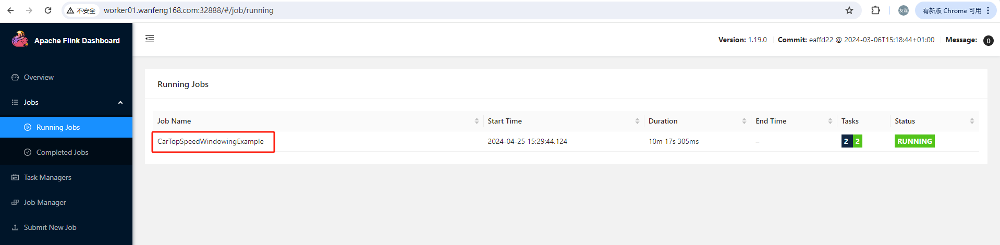 不安全 worker01.wanfeng168.com:32888/#/job/running 友谋 有新版 Chrome 可用
Apache Flink Dashboard
Version: 1.19.0 Commit: eaffd22 @ 2024-03-06T15:18:44+01:00 Message: 0
Overview
Jobs
Running Jobs
Completed Jobs
Task Managers
Job Manager
Submit New Job
Running Jobs
Job Name Start Time Duration End Time Tasks Status
CarTopSpeedWindowingExample 2024-04-25 15:29:44.124 10m 17s 305ms – 2 2 RUNNING